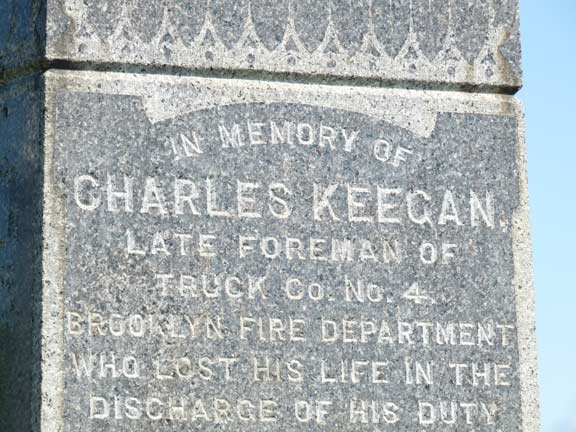 IN MEMORY OF
CHARLES KEEGAN.
LATE FOREMAN OF
TRUCK CO. NO. 4.
BROOKLYN FIRE DEPARTMENT
WHO LOST HIS LIFE IN THE
DISCHARGE OF HIS DUTY